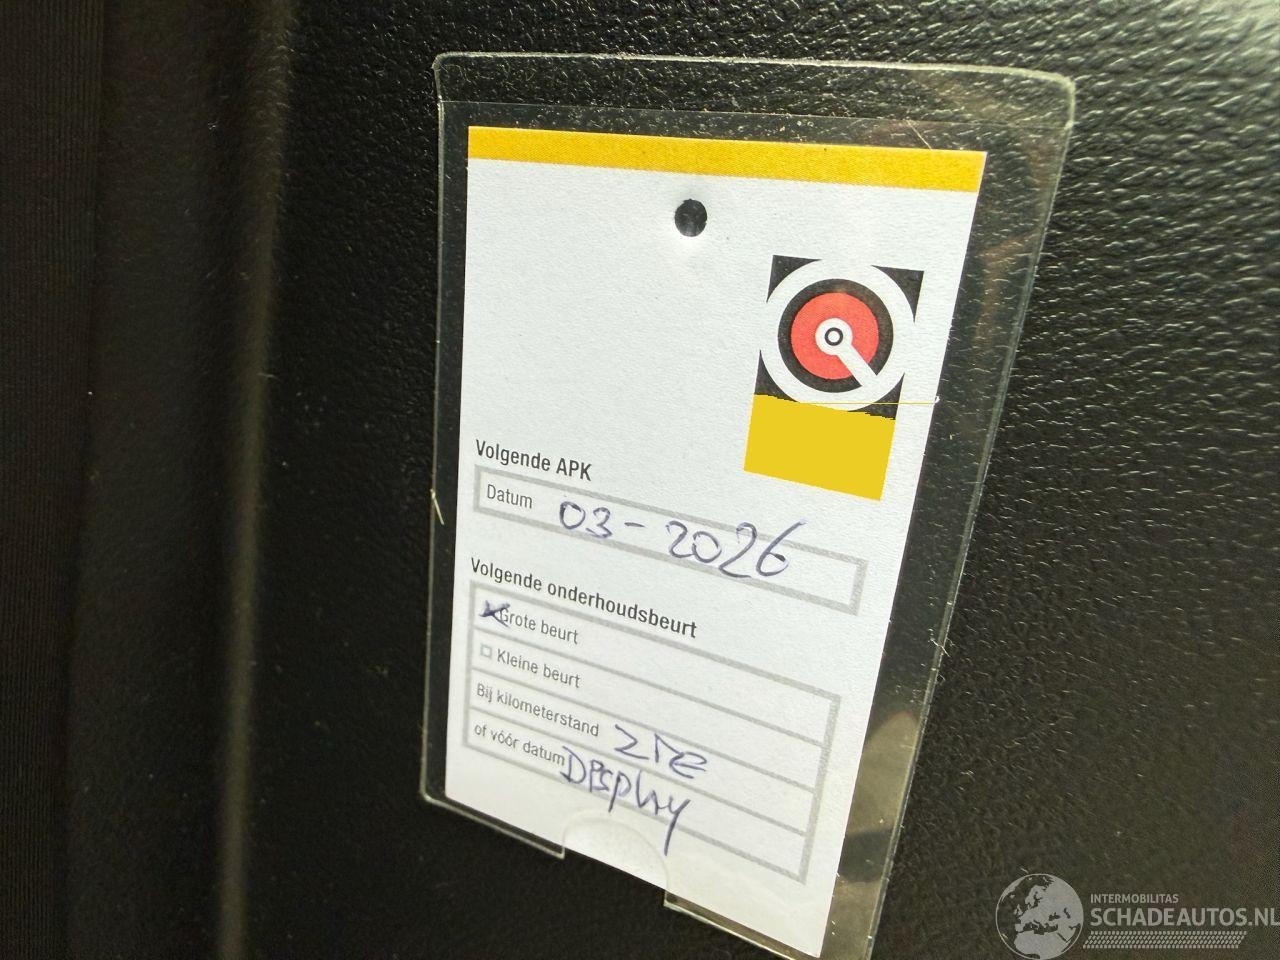 Volgende APK
Datum 03-2026
Volgende onderhoudsbeurt
Grote beurt
Kleine beurt
Bij kilometerstand ZIE
of vóór datum DISplay
INTERMOBILITAS
SCHADEAUTOS.NL